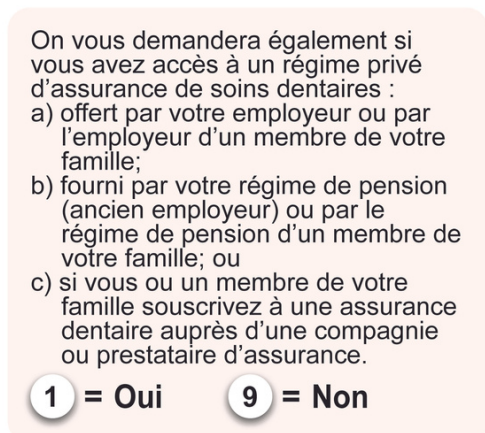 On vous demandera également si
vous avez accès à un régime privé
d’assurance de soins dentaires :
a) offert par votre employeur ou par
l’employeur d’un membre de votre
famille;
b) fourni par votre régime de pension
(ancien employeur) ou par le
régime de pension d’un membre de
votre famille; ou
c) si vous ou un membre de votre
famille souscrivez à une assurance
dentaire auprès d’une compagnie
ou prestataire d’assurance.
1 = Oui 9 = Non